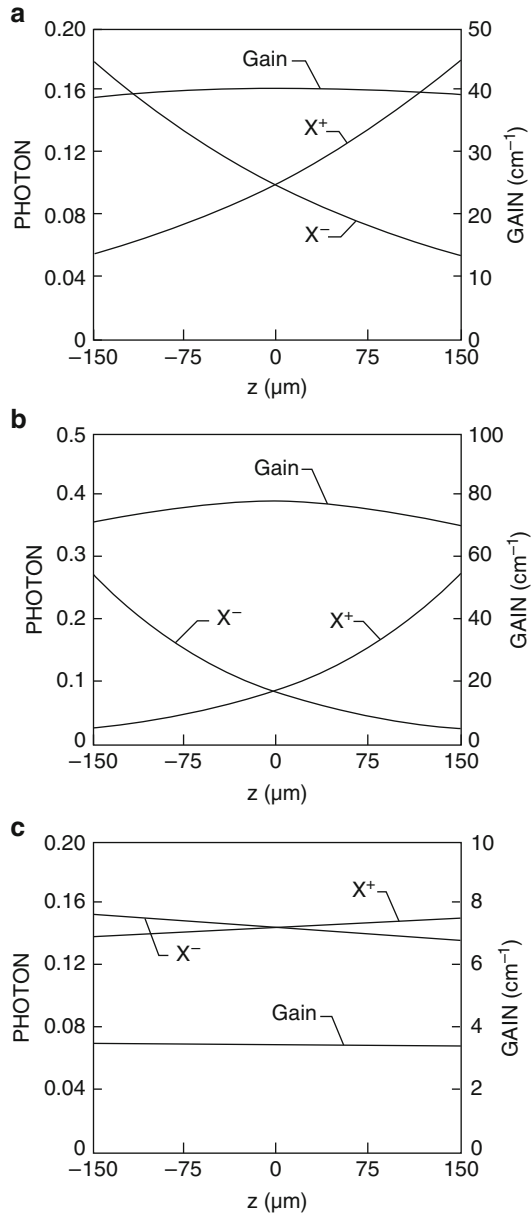 a
0.20
0.16
0.12
0.08
0.04
0
PHOTON
50
40
30
20
10
0
GAIN (cm⁻¹)
Gain
X⁺
X⁻
−150
−75
0
75
150
z (μm)
b
0.5
0.4
0.3
0.2
0.1
0
PHOTON
100
80
60
40
20
0
GAIN (cm⁻¹)
Gain
X⁻
X⁺
−150
−75
0
75
150
z (μm)
c
0.20
0.16
0.12
0.08
0.04
0
PHOTON
10
8
6
4
2
0
GAIN (cm⁻¹)
X⁺
X⁻
Gain
−150
−75
0
75
150
z (μm)